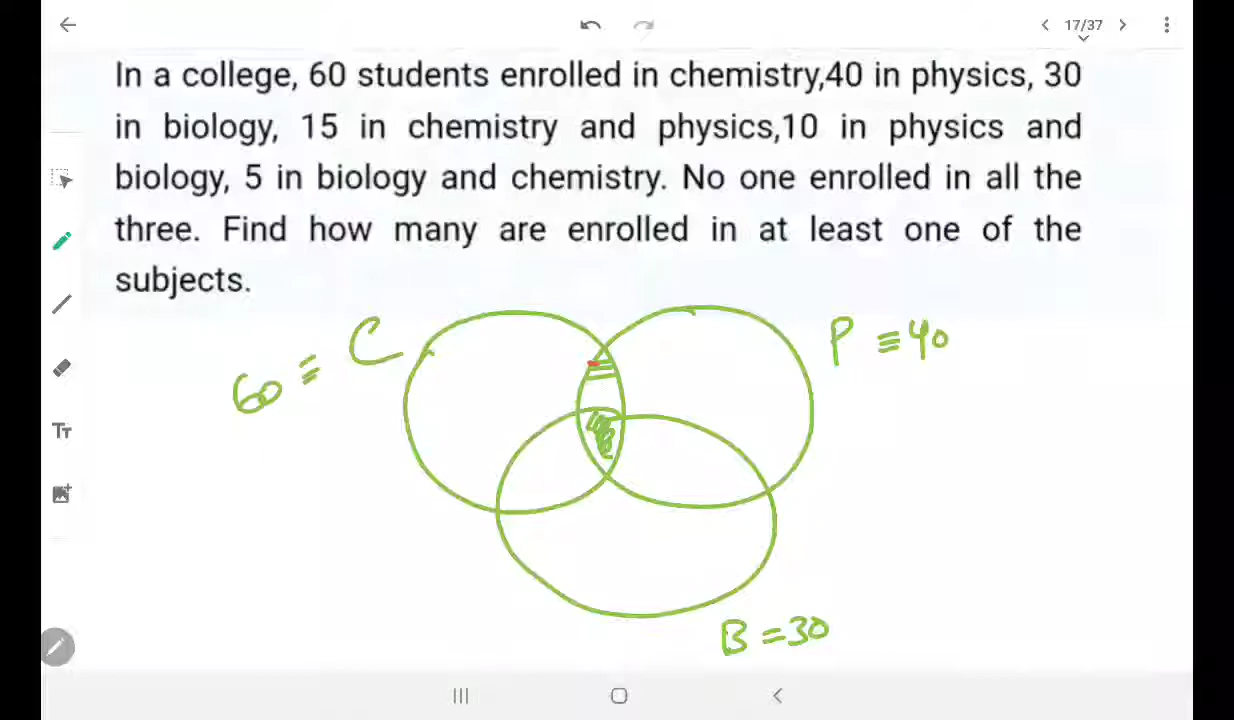 17/37
In a college, 60 students enrolled in chemistry,40 in physics, 30
in biology, 15 in chemistry and physics,10 in physics and
biology, 5 in biology and chemistry. No one enrolled in all the
three. Find how many are enrolled in at least one of the
subjects.
60 ≡ C
P ≡ 40
B = 30
TT